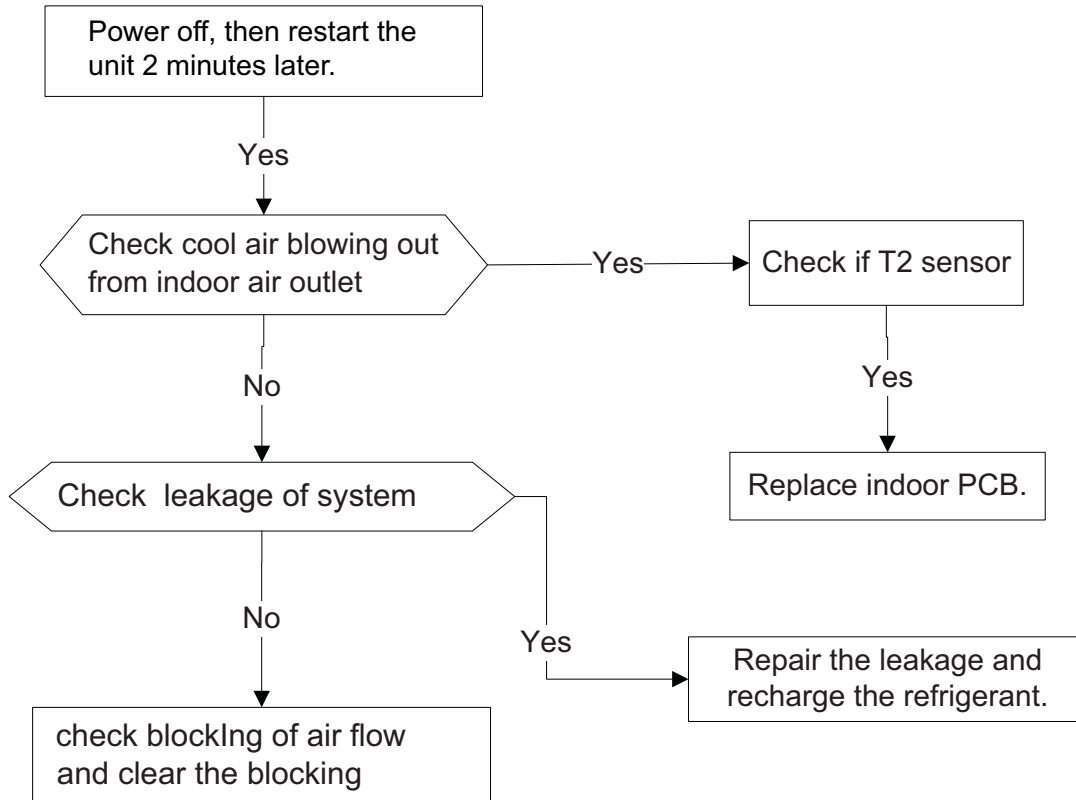 Power off, then restart the
unit 2 minutes later.
Yes
Check cool air blowing out
from indoor air outlet
Yes
Check if T2 sensor
No
Yes
Check leakage of system
Replace indoor PCB.
No
Yes
Repair the leakage and
recharge the refrigerant.
check blockIng of air flow
and clear the blocking